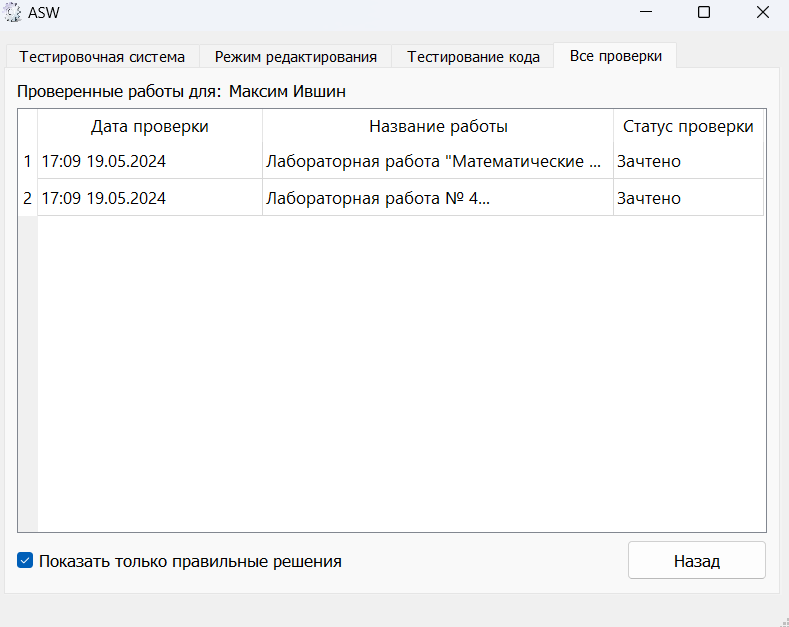 ASW
Тестировочная система Режим редактирования Тестирование кода Все проверки
Проверенные работы для: Максим Ившин
Дата проверки Название работы Статус проверки
1 17:09 19.05.2024 Лабораторная работа "Математические ... Зачтено
2 17:09 19.05.2024 Лабораторная работа № 4... Зачтено
Показать только правильные решения Назад